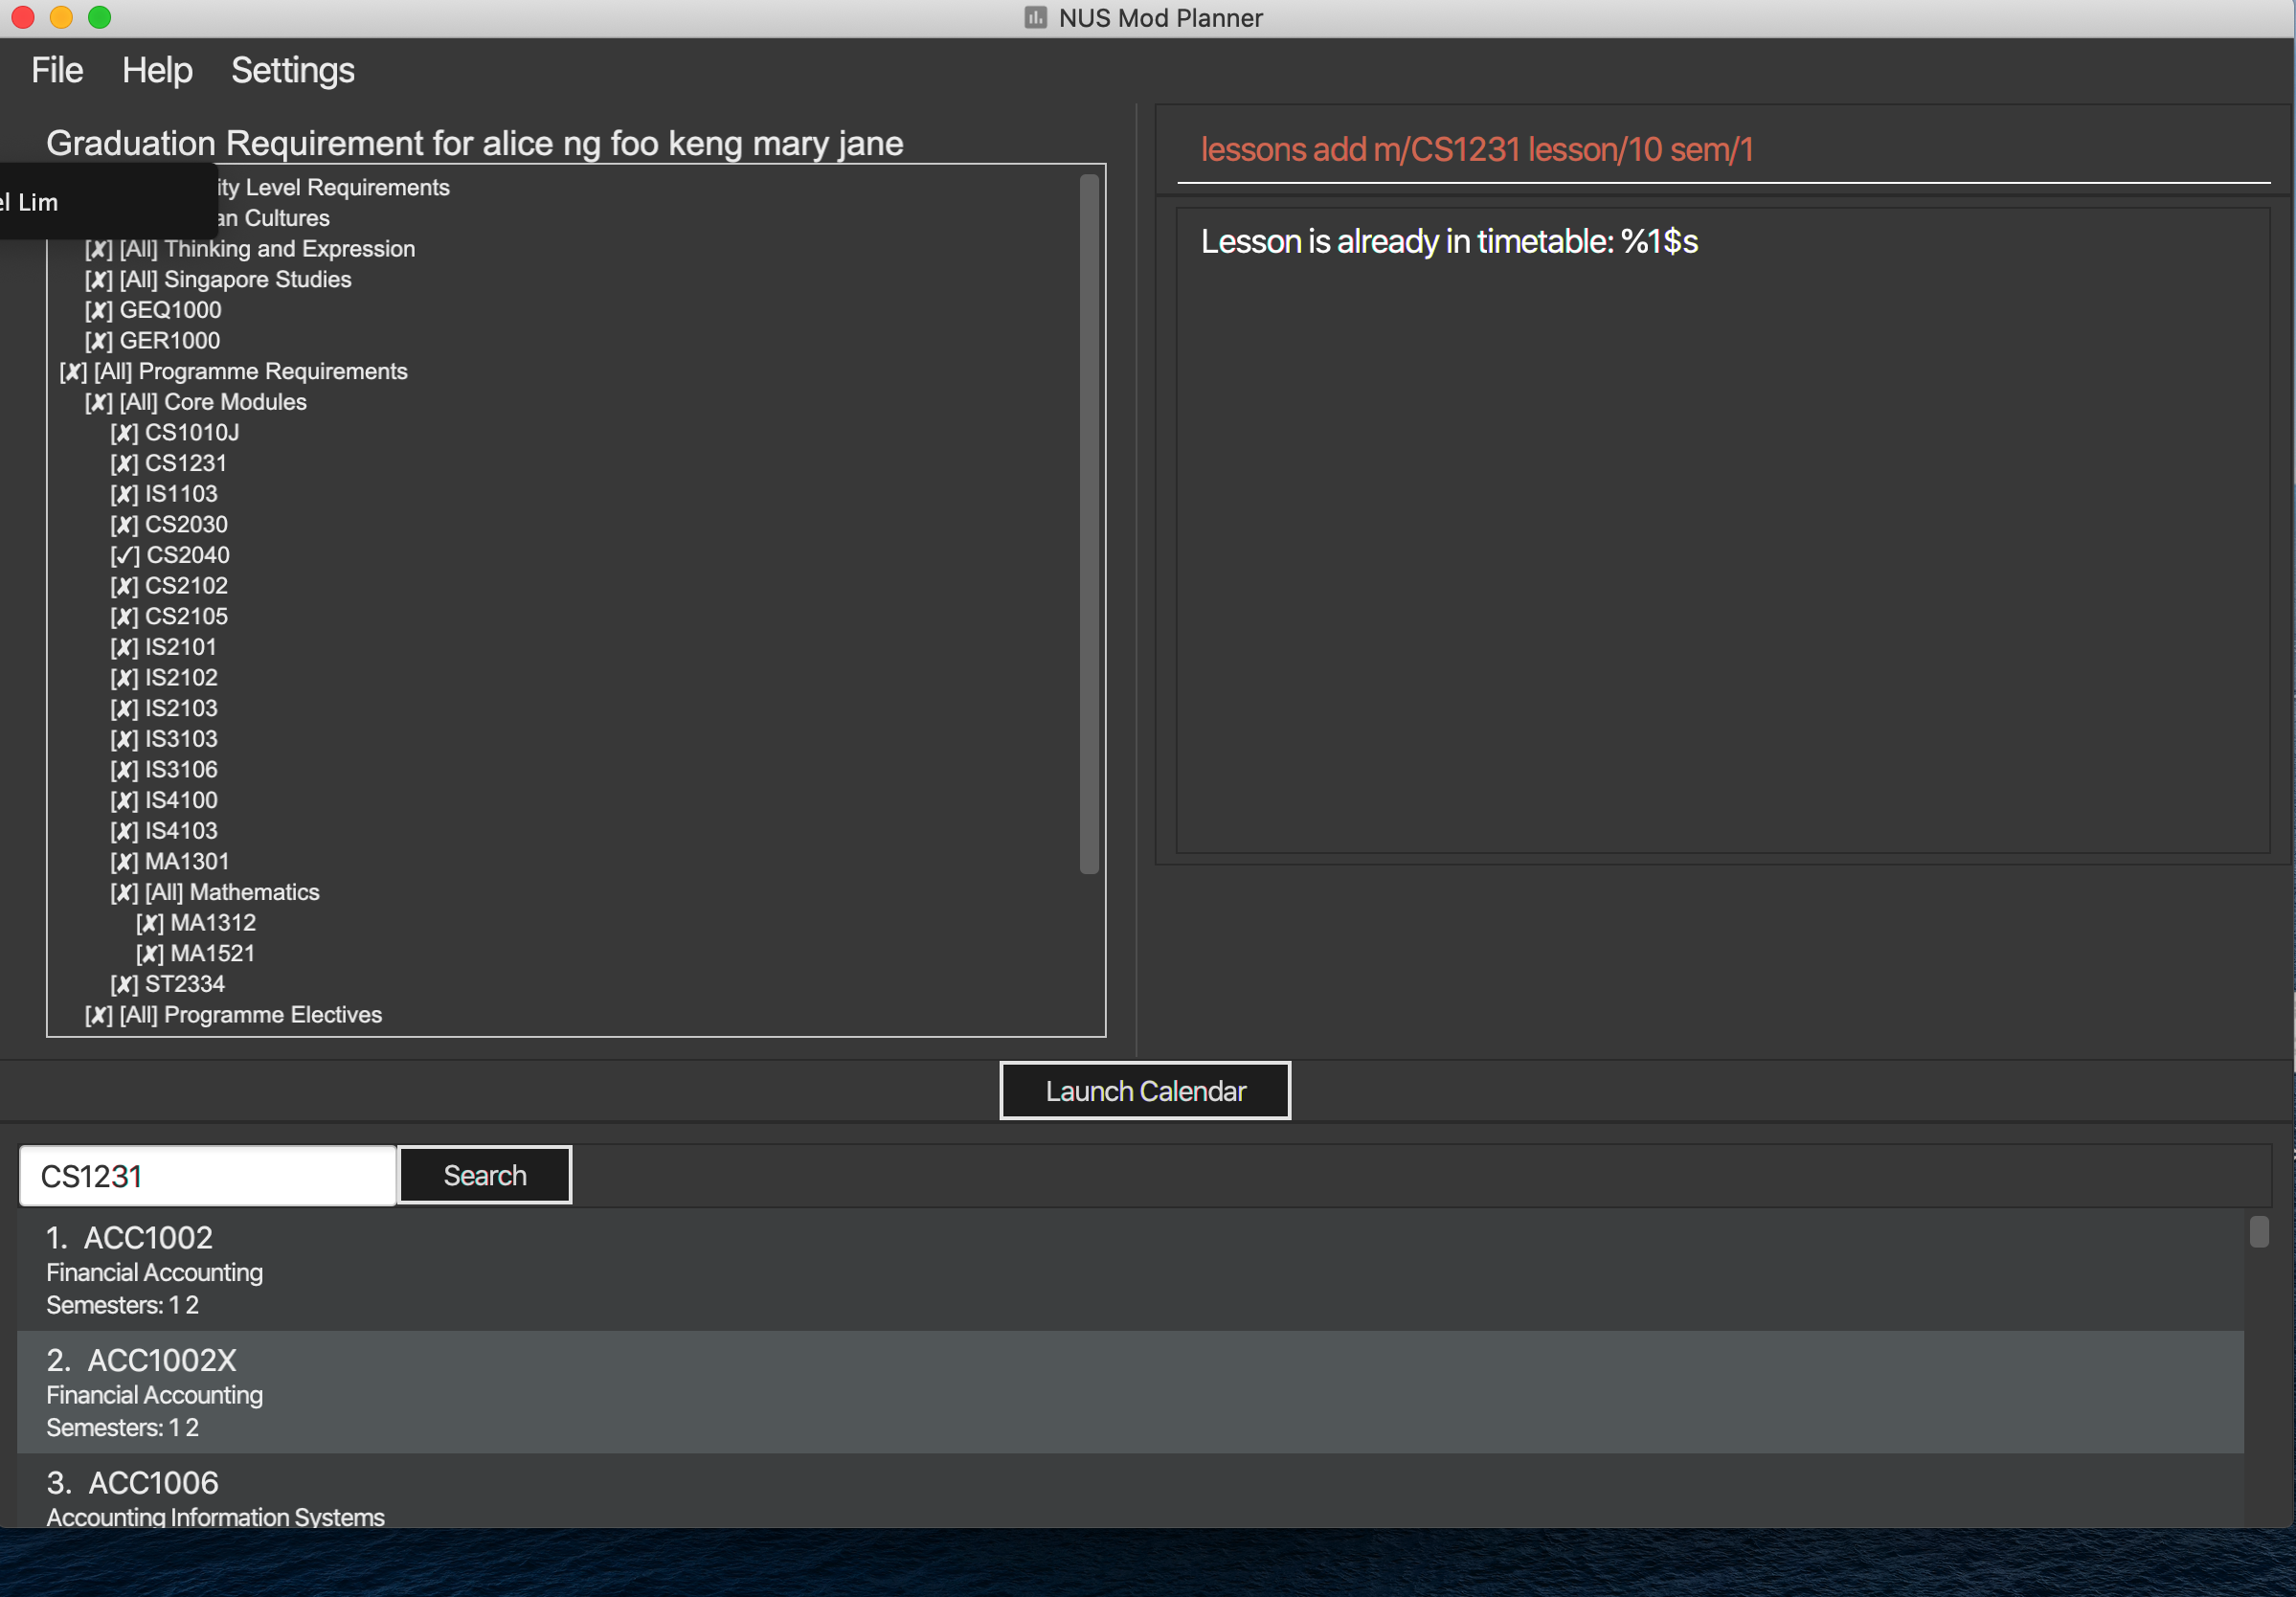 NUS Mod Planner
File Help Settings
Graduation Requirement for alice ng foo keng mary jane
Lim
Level Requirements
Cultures
[✗] [All] Thinking and Expression
[✗] [All] Singapore Studies
[✗] GEQ1000
[✗] GER1000
[✗] [All] Programme Requirements
[✗] [All] Core Modules
[✗] CS1010J
[✗] CS1231
[✗] IS1103
[✗] CS2030
[✓] CS2040
[✗] CS2102
[✗] CS2105
[✗] IS2101
[✗] IS2102
[✗] IS2103
[✗] IS3103
[✗] IS3106
[✗] IS4100
[✗] IS4103
[✗] MA1301
[✗] [All] Mathematics
[✗] MA1312
[✗] MA1521
[✗] ST2334
[✗] [All] Programme Electives
lessons add m/CS1231 lesson/10 sem/1
Lesson is already in timetable: %1$s
Launch Calendar
CS1231
Search
1. ACC1002
Financial Accounting
Semesters: 1 2
2. ACC1002X
Financial Accounting
Semesters: 1 2
3. ACC1006
Accounting Information Systems